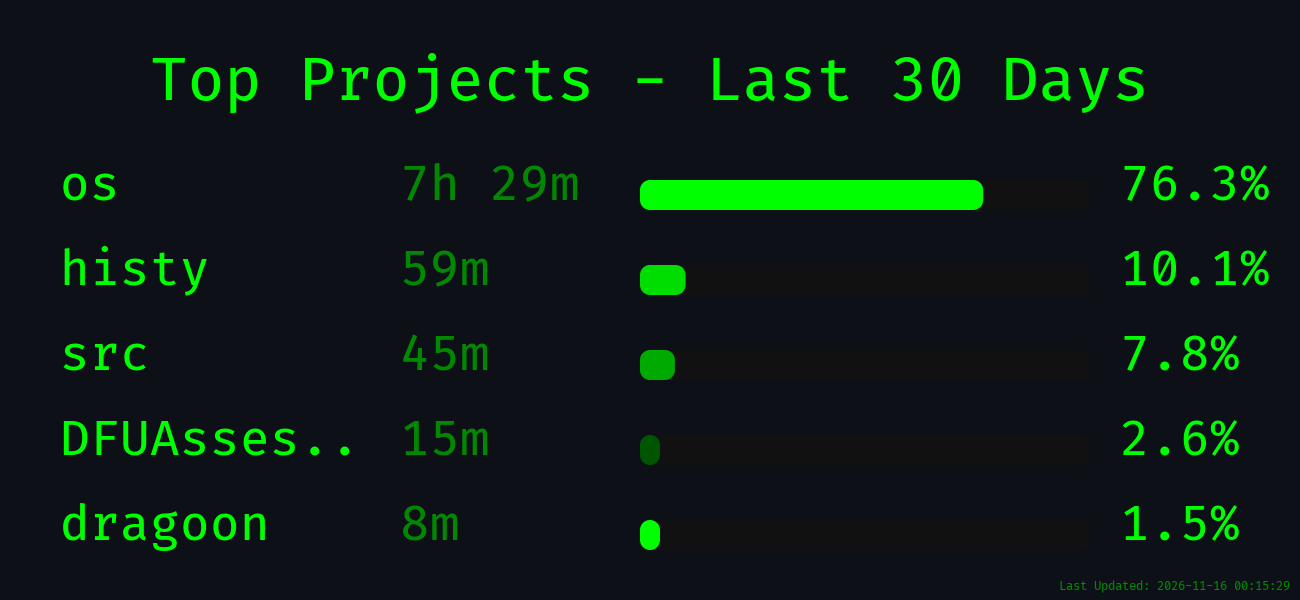 Top Projects - Last 30 Days
os 7h 29m 76.3%
histy 59m 10.1%
src 45m 7.8%
DFUAsses.. 15m 2.6%
dragoon 8m 1.5%
Last Updated: 2026-11-16 00:15:29